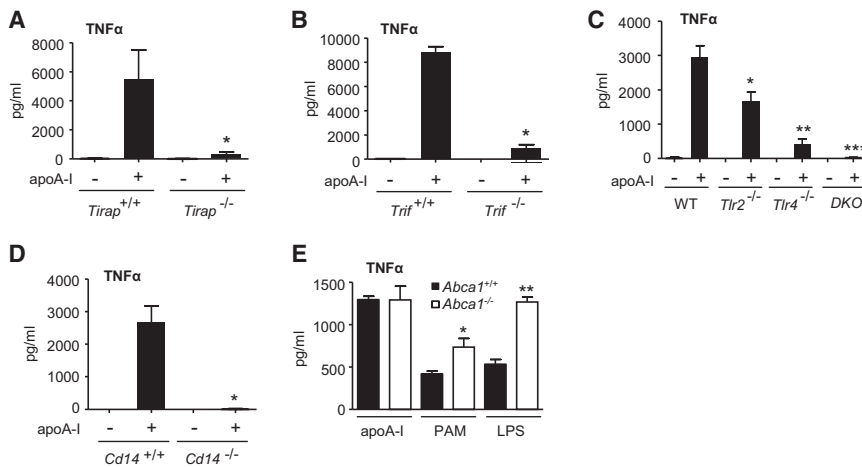 A
TNFα
pg/ml
8000
6000
4000
2000
0
*
apoA-I - + - +
Tirap+/+ Tirap-/-
B
TNFα
pg/ml
10000
8000
6000
4000
2000
0
*
apoA-I - + - +
Trif+/+ Trif-/-
C
TNFα
pg/ml
4000
3000
2000
1000
0
*
**
***
apoA-I - + - + - + - +
WT Tlr2-/- Tlr4-/- DKO
D
TNFα
pg/ml
4000
3000
2000
1000
0
*
apoA-I - + - +
Cd14+/+ Cd14-/-
E
TNFα
Abca1+/+
Abca1-/-
pg/ml
1500
1000
500
0
*
**
apoA-I PAM LPS